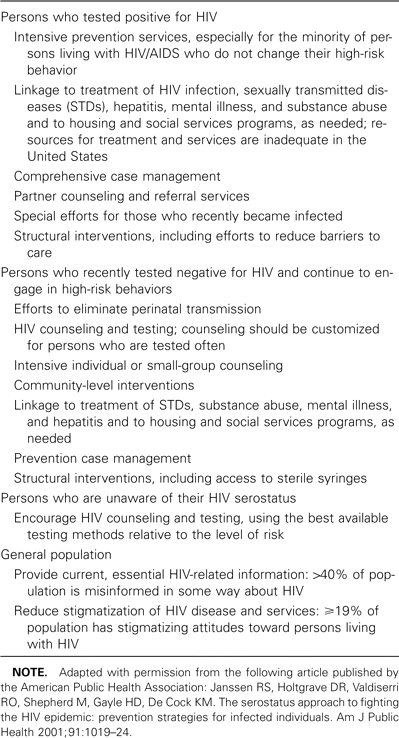 Persons who tested positive for HIV
Intensive prevention services, especially for the minority of per-
sons living with HIV/AIDS who do not change their high-risk
behavior
Linkage to treatment of HIV infection, sexually transmitted dis-
eases (STDs), hepatitis, mental illness, and substance abuse
and to housing and social services programs, as needed; re-
sources for treatment and services are inadequate in the
United States
Comprehensive case management
Partner counseling and referral services
Special efforts for those who recently became infected
Structural interventions, including efforts to reduce barriers to
care
Persons who recently tested negative for HIV and continue to en-
gage in high-risk behaviors
Efforts to eliminate perinatal transmission
HIV counseling and testing; counseling should be customized
for persons who are tested often
Intensive individual or small-group counseling
Community-level interventions
Linkage to treatment of STDs, substance abuse, mental illness,
and hepatitis and to housing and social services programs, as
needed
Prevention case management
Structural interventions, including access to sterile syringes
Persons who are unaware of their HIV serostatus
Encourage HIV counseling and testing, using the best available
testing methods relative to the level of risk
General population
Provide current, essential HIV-related information: >40% of pop-
ulation is misinformed in some way about HIV
Reduce stigmatization of HIV disease and services: ⩾19% of
population has stigmatizing attitudes toward persons living
with HIV
NOTE. Adapted with permission from the following article published by
the American Public Health Association: Janssen RS, Holtgrave DR, Valdiserri
RO, Shepherd M, Gayle HD, De Cock KM. The serostatus approach to fighting
the HIV epidemic: prevention strategies for infected individuals. Am J Public
Health 2001; 91:1019–24.